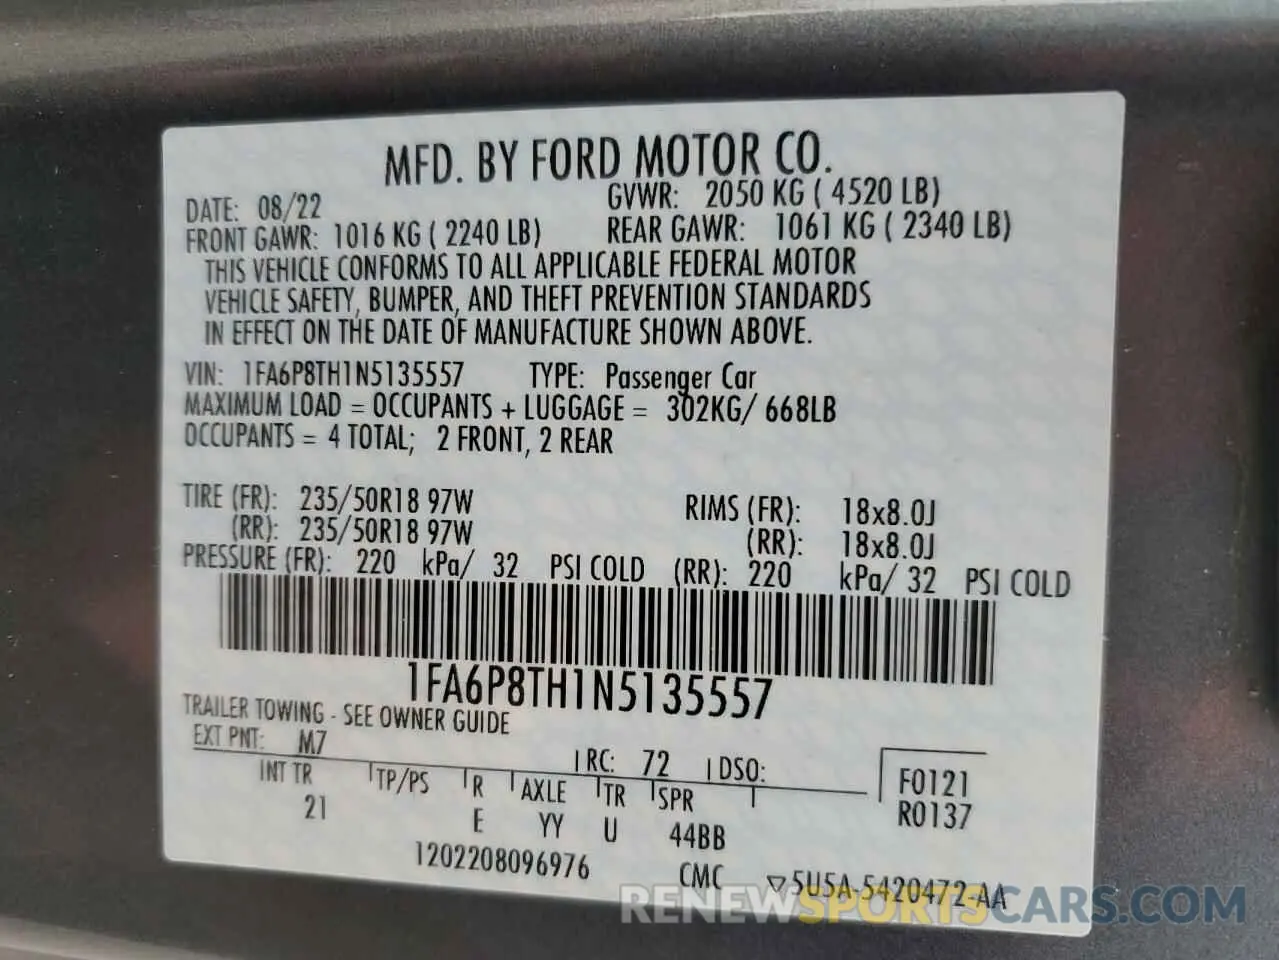 MFD. BY FORD MOTOR CO.
DATE: 08/22 GVWR: 2050 KG ( 4520 LB)
FRONT GAWR: 1016 KG ( 2240 LB) REAR GAWR: 1061 KG ( 2340 LB)
THIS VEHICLE CONFORMS TO ALL APPLICABLE FEDERAL MOTOR
VEHICLE SAFETY, BUMPER, AND THEFT PREVENTION STANDARDS
IN EFFECT ON THE DATE OF MANUFACTURE SHOWN ABOVE.
VIN: 1FA6P8TH1N5135557 TYPE: Passenger Car
MAXIMUM LOAD = OCCUPANTS + LUGGAGE = 302KG/ 668LB
OCCUPANTS = 4 TOTAL; 2 FRONT, 2 REAR
TIRE (FR): 235/50R18 97W RIMS (FR): 18x8.0J
(RR): 235/50R18 97W (RR): 18x8.0J
PRESSURE (FR): 220 kPa/ 32 PSI COLD (RR): 220 kPa/ 32 PSI COLD
1FA6P8TH1N5135557
TRAILER TOWING - SEE OWNER GUIDE
EXT PNT: M7 RC: 72 DSO:
INT TR TP/PS R AXLE TR SPR F0121
21 E YY U 44BB R0137
1202208096976 CMC ▽5U5A-5420472-AA
RENEWSPORTSCARS.COM